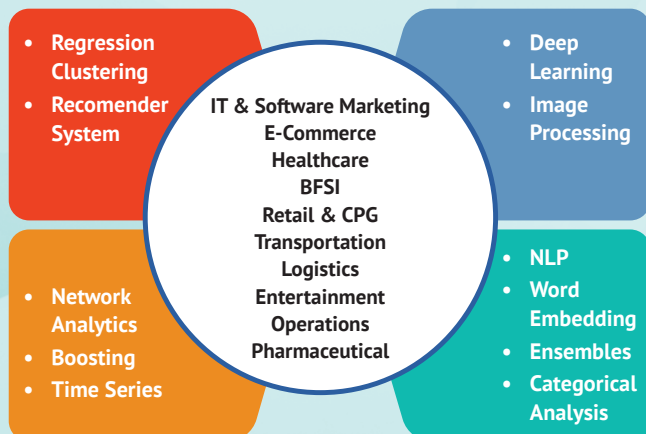 • Regression
Clustering
• Recomender
System
• Deep
Learning
• Image
Processing
IT & Software Marketing
E-Commerce
Healthcare
BFSI
Retail & CPG
Transportation
Logistics
Entertainment
Operations
Pharmaceutical
• Network
Analytics
• Boosting
• Time Series
• NLP
• Word
Embedding
• Ensembles
• Categorical
Analysis